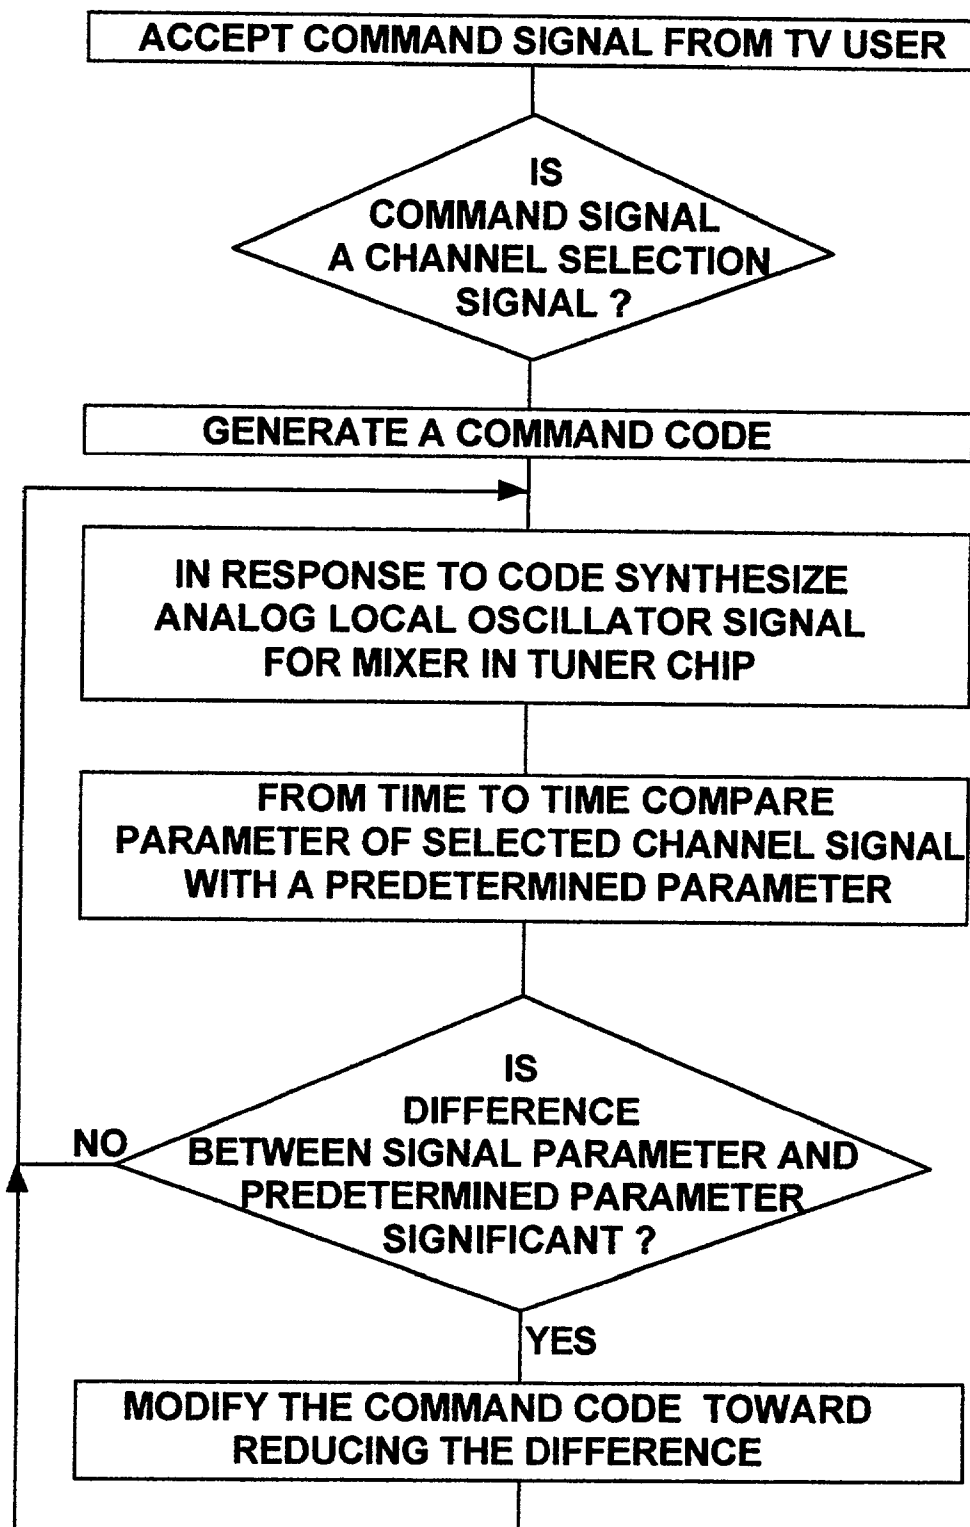 ACCEPT COMMAND SIGNAL FROM TV USER
IS
COMMAND SIGNAL
A CHANNEL SELECTION
SIGNAL ?
GENERATE A COMMAND CODE
IN RESPONSE TO CODE SYNTHESIZE
ANALOG LOCAL OSCILLATOR SIGNAL
FOR MIXER IN TUNER CHIP
FROM TIME TO TIME COMPARE
PARAMETER OF SELECTED CHANNEL SIGNAL
WITH A PREDETERMINED PARAMETER
IS
DIFFERENCE
BETWEEN SIGNAL PARAMETER AND
PREDETERMINED PARAMETER
SIGNIFICANT ?
NO
YES
MODIFY THE COMMAND CODE TOWARD
REDUCING THE DIFFERENCE